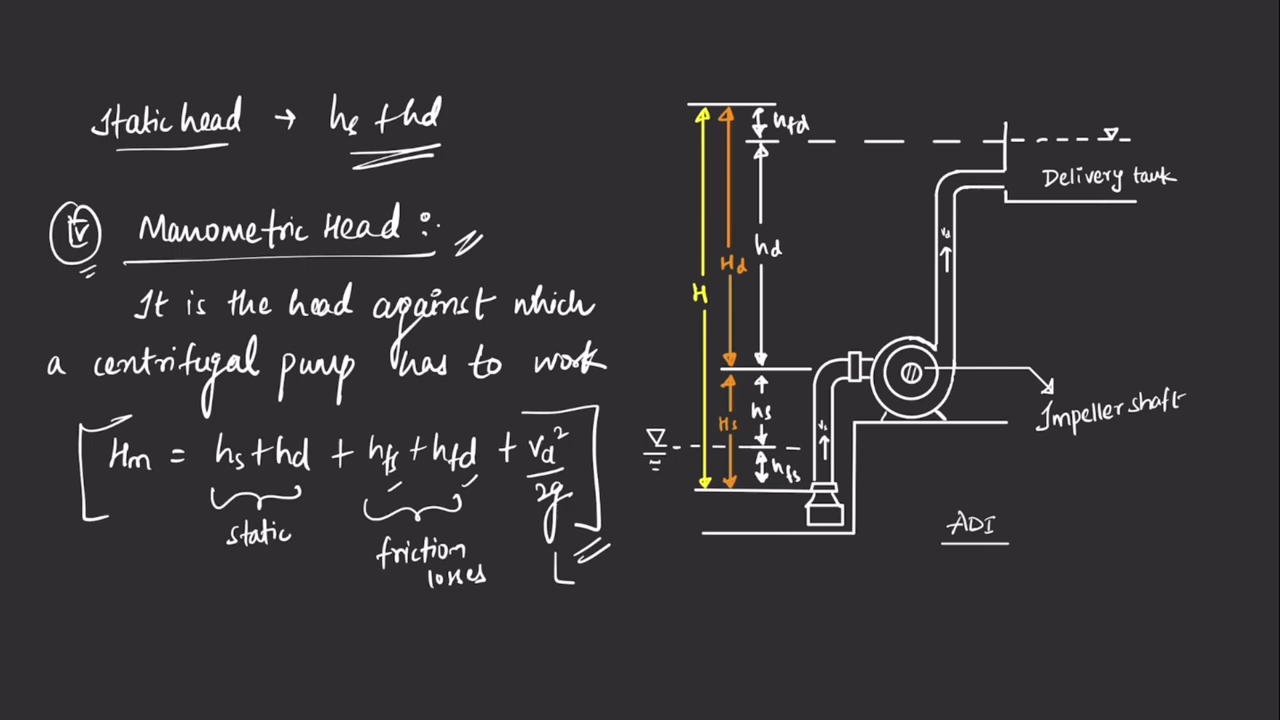 Static head → hs + hd
iv Manometric Head :-
It is the head against which
a centrifugal pump has to work
Hm = hs + hd + hfs + hfd + Vd²/2g
static
friction
losses
hfd
Delivery tank
Vd
hd
Hd
H
hs
Hs
Vs
hfs
Impeller shaft
ADI